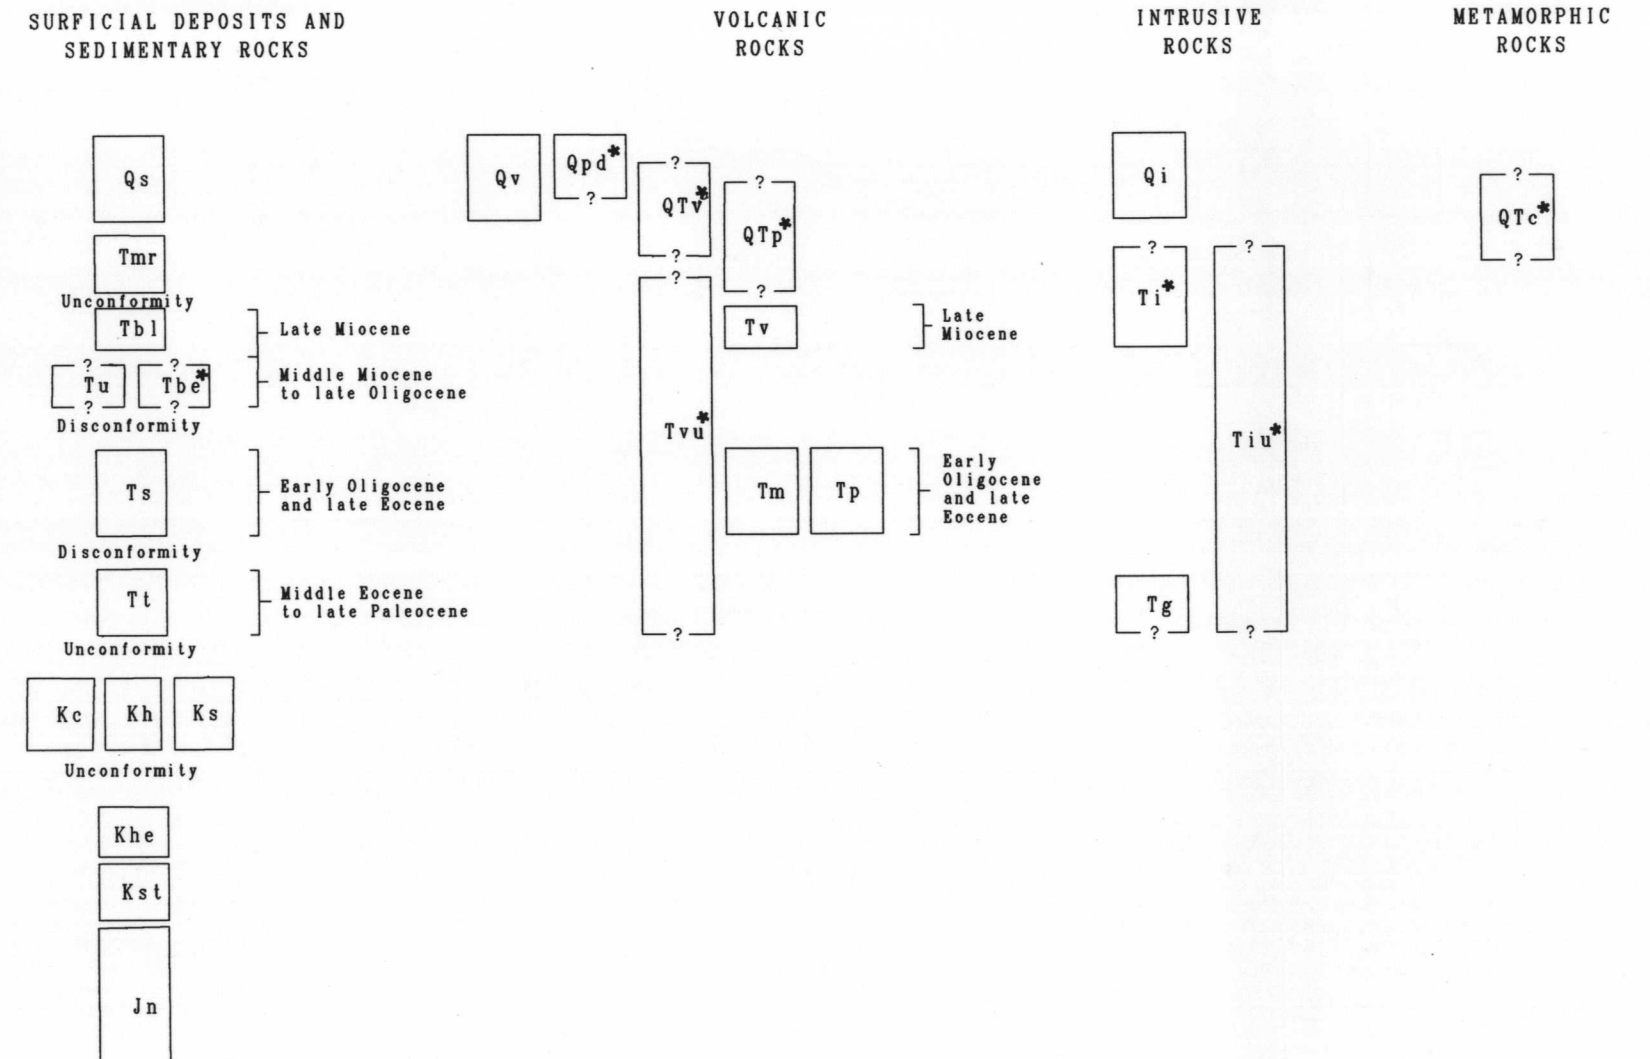 SURFICIAL DEPOSITS AND
SEDIMENTARY ROCKS
VOLCANIC
ROCKS
INTRUSIVE
ROCKS
METAMORPHIC
ROCKS
Qs
Qv
Qpd*
?
?
QTv*
?
?
QTp*
?
Qi
?
QTc*
?
Tmr
Unconformity
Tbl
Late Miocene
?
?
Tu
Tbe*
?
?
Middle Miocene
to late Oligocene
Disconformity
Ts
Early Oligocene
and late Eocene
Disconformity
Tt
Middle Eocene
to late Paleocene
Unconformity
Kc
Kh
Ks
Unconformity
Khe
Kst
Jn
?
Tvu*
?
Tv
Late
Miocene
Tm
Tp
Early
Oligocene
and late
Eocene
?
Ti*
?
Tiu*
?
Tg
?